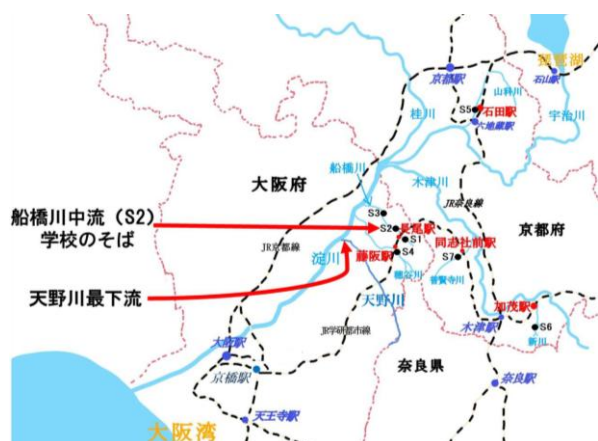 琵琶湖
京都駅
石山駅
山科川
S5
石田駅
六地蔵駅
宇治川
桂川
船橋川
木津川
大阪府
JR奈良線
京都府
船橋川中流（S2）
学校のそば
S3
S2
長尾駅
S1
同志社前駅
JR京都線
淀川
藤阪駅
S4
穂谷川
S7
普賢寺川
天野川最下流
天野川
加茂駅
JR学研都市線
木津駅
S6
新川
大阪駅
京橋駅
奈良県
奈良駅
天王寺駅
大阪湾